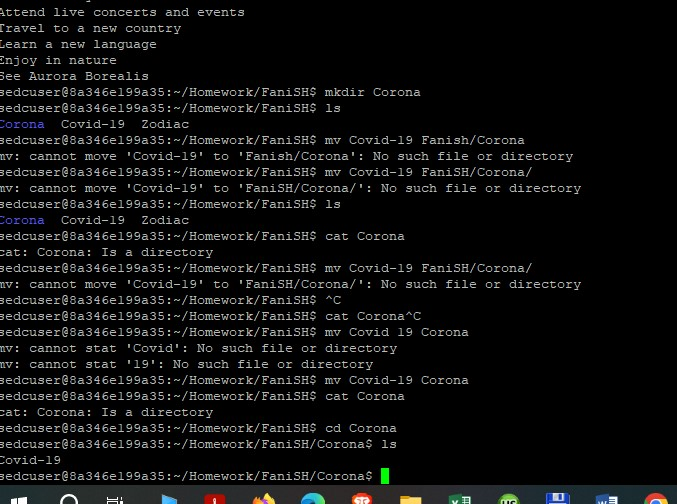 Attend live concerts and events
Travel to a new country
Learn a new language
Enjoy in nature
See Aurora Borealis
sedcuser@8a346e199a35:~/Homework/FaniSH$ mkdir Corona
sedcuser@8a346e199a35:~/Homework/FaniSH$ ls
Corona  Covid-19  Zodiac
sedcuser@8a346e199a35:~/Homework/FaniSH$ mv Covid-19 Fanish/Corona
mv: cannot move 'Covid-19' to 'Fanish/Corona': No such file or directory
sedcuser@8a346e199a35:~/Homework/FaniSH$ mv Covid-19 FaniSH/Corona/
mv: cannot move 'Covid-19' to 'FaniSH/Corona/': No such file or directory
sedcuser@8a346e199a35:~/Homework/FaniSH$ ls
Corona  Covid-19  Zodiac
sedcuser@8a346e199a35:~/Homework/FaniSH$ cat Corona
cat: Corona: Is a directory
sedcuser@8a346e199a35:~/Homework/FaniSH$ mv Covid-19 FaniSH/Corona/
mv: cannot move 'Covid-19' to 'FaniSH/Corona/': No such file or directory
sedcuser@8a346e199a35:~/Homework/FaniSH$ ^C
sedcuser@8a346e199a35:~/Homework/FaniSH$ cat Corona^C
sedcuser@8a346e199a35:~/Homework/FaniSH$ mv Covid 19 Corona
mv: cannot stat 'Covid': No such file or directory
mv: cannot stat '19': No such file or directory
sedcuser@8a346e199a35:~/Homework/FaniSH$ mv Covid-19 Corona
sedcuser@8a346e199a35:~/Homework/FaniSH$ cat Corona
cat: Corona: Is a directory
sedcuser@8a346e199a35:~/Homework/FaniSH$ cd Corona
sedcuser@8a346e199a35:~/Homework/FaniSH/Corona$ ls
Covid-19
sedcuser@8a346e199a35:~/Homework/FaniSH/Corona$